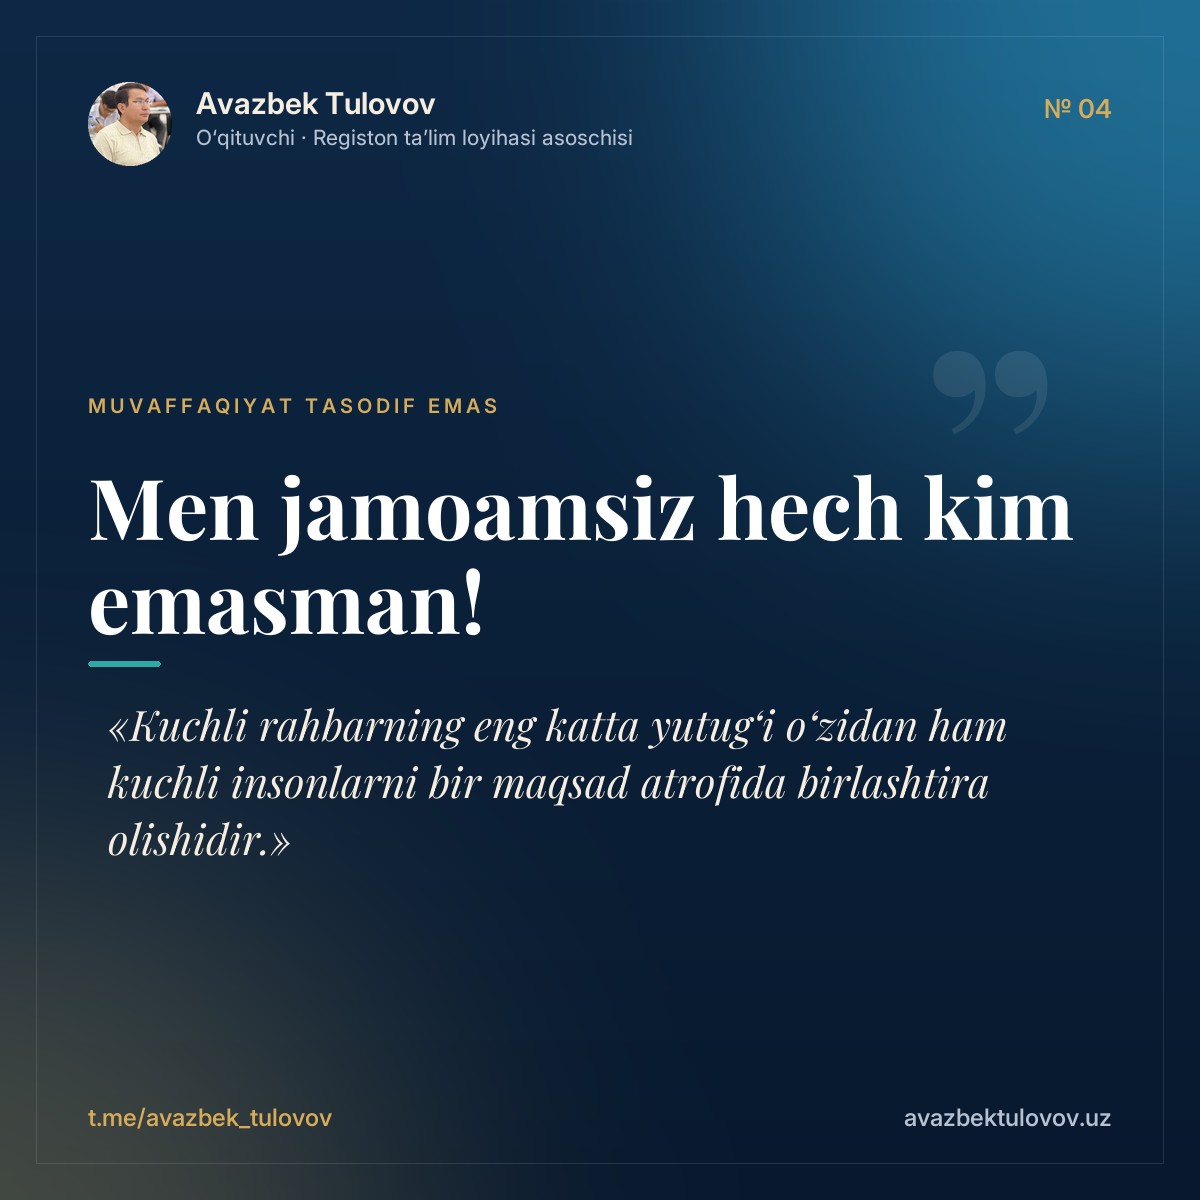 Avazbek Tulovov
O‘qituvchi · Registon ta’lim loyihasi asoschisi
№ 04
MUVAFFAQIYAT TASODIF EMAS
”
Men jamoamsiz hech kim
emasman!
«Kuchli rahbarning eng katta yutug‘i o‘zidan ham
kuchli insonlarni bir maqsad atrofida birlashtira
olishidir.»
t.me/avazbek_tulovov
avazbektulovov.uz